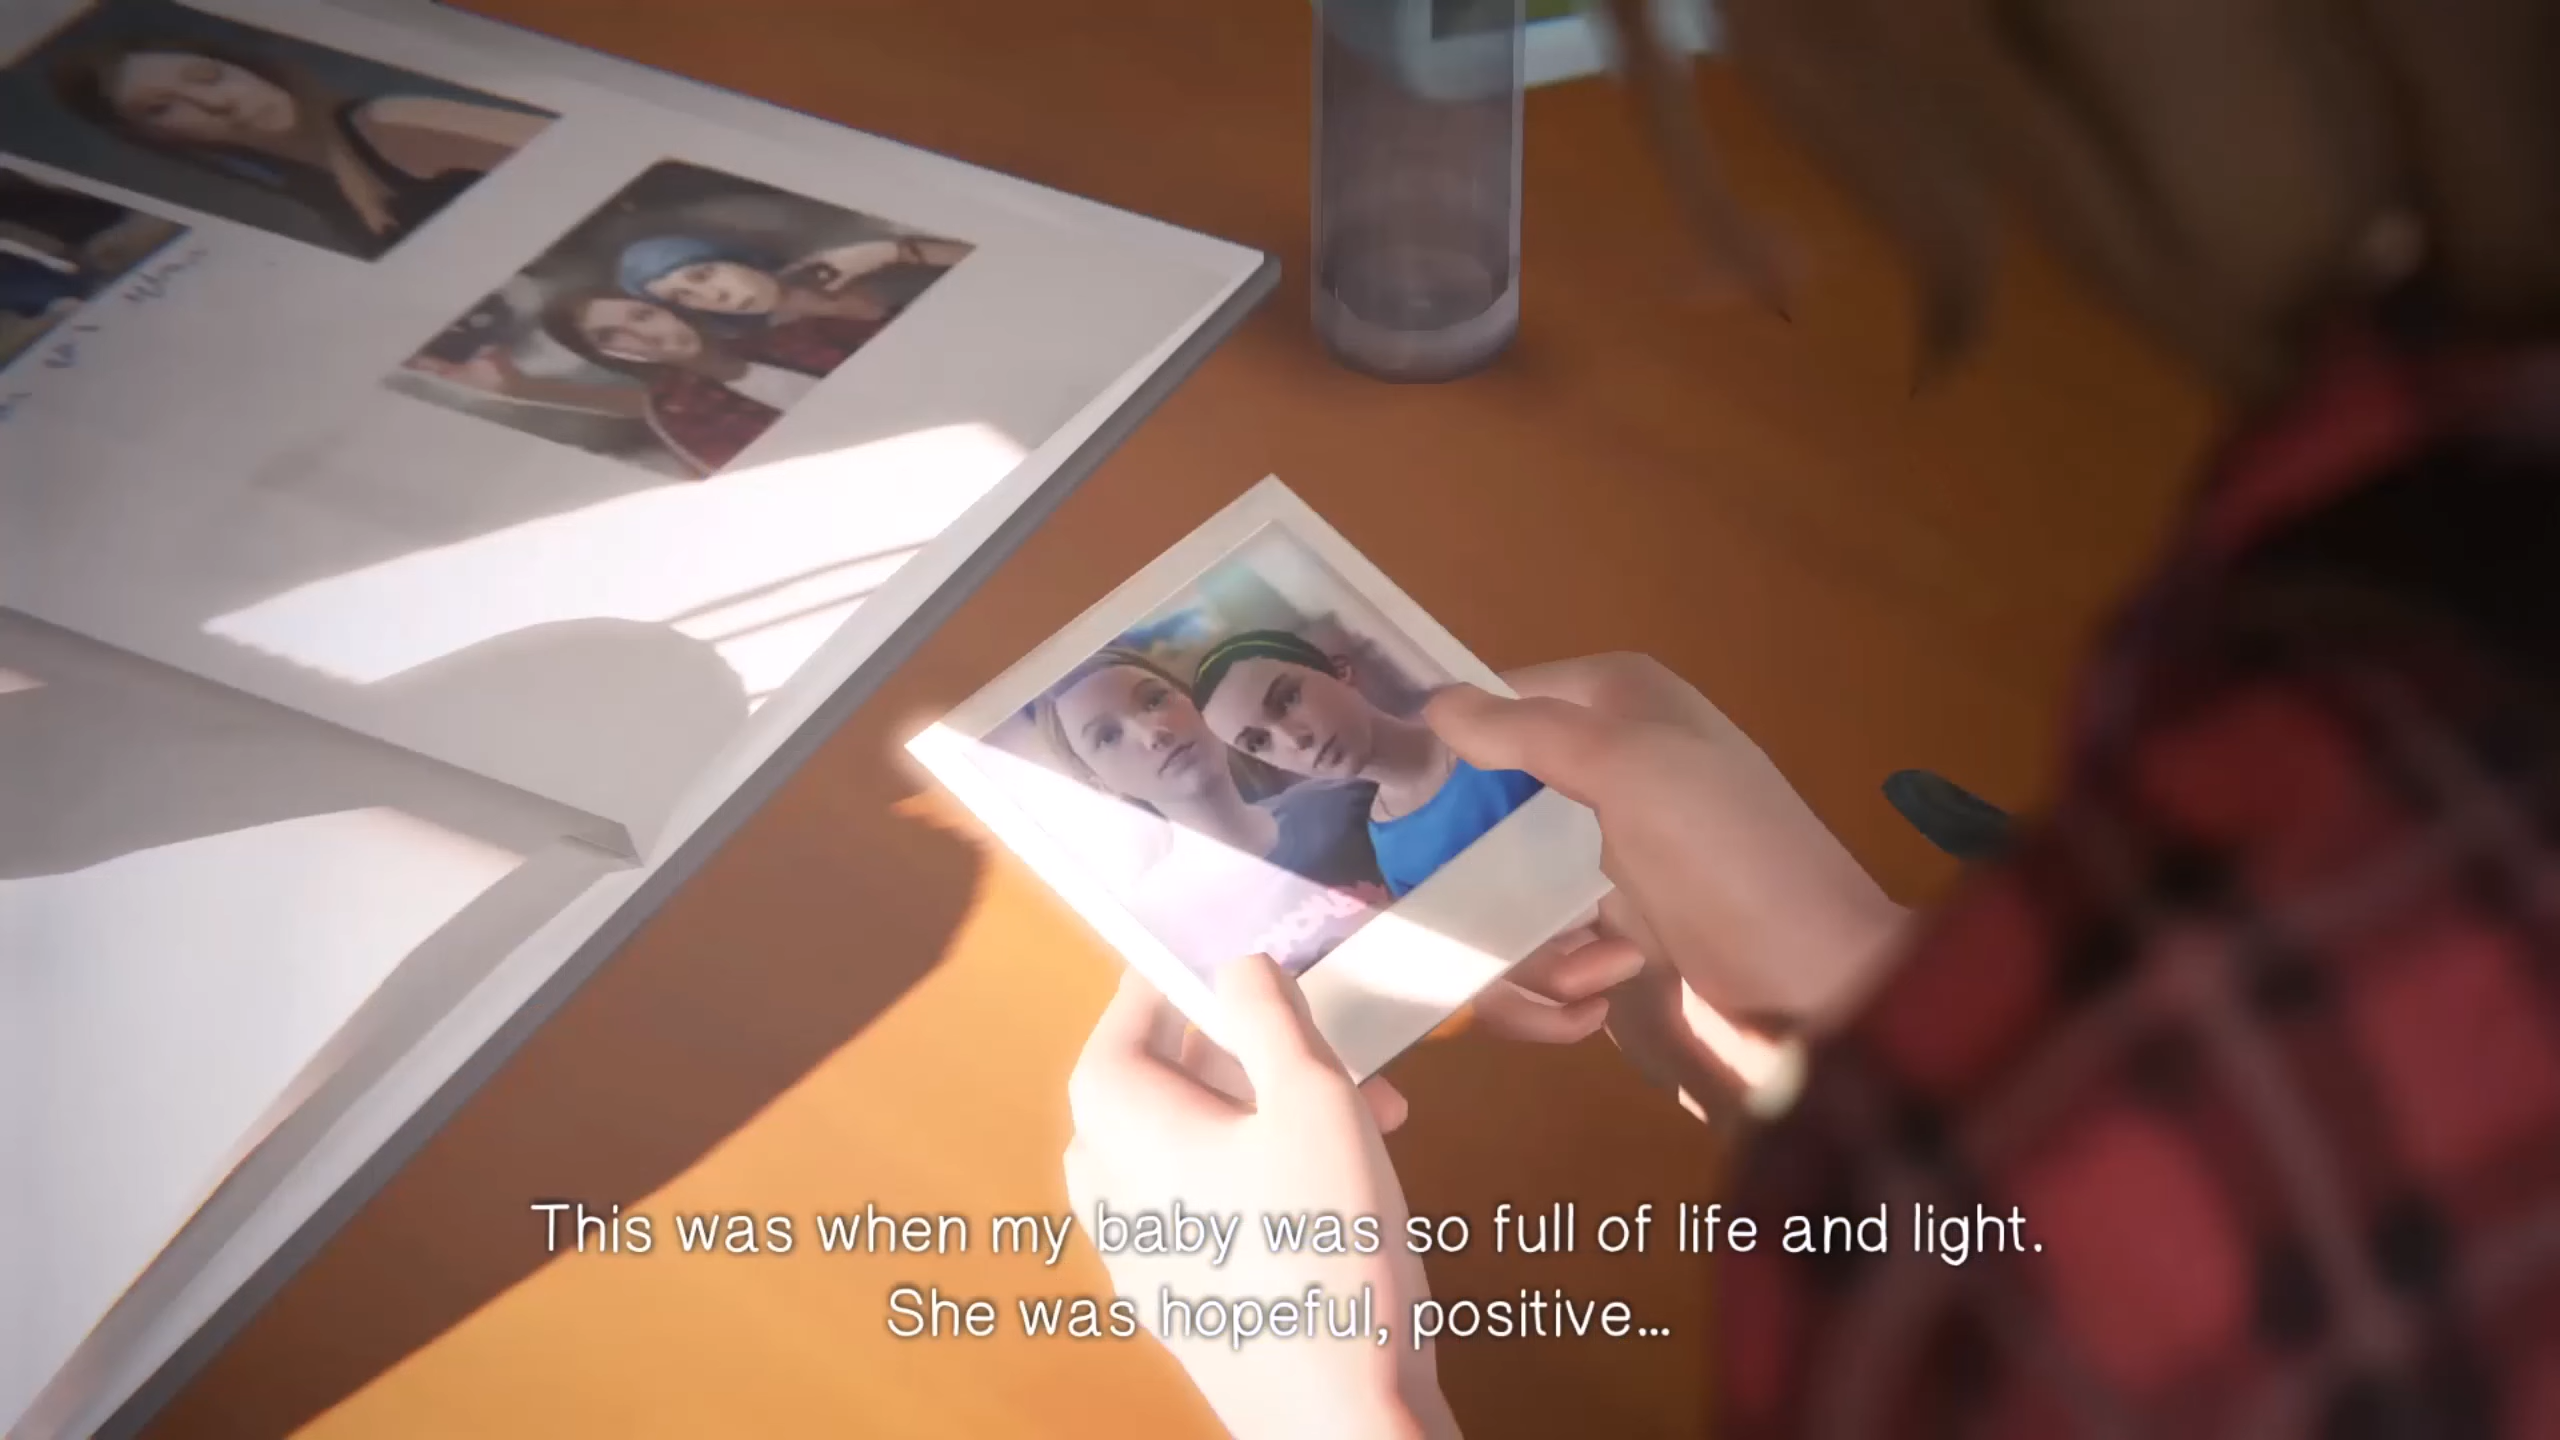 This was when my baby was so full of life and light.
She was hopeful, positive...